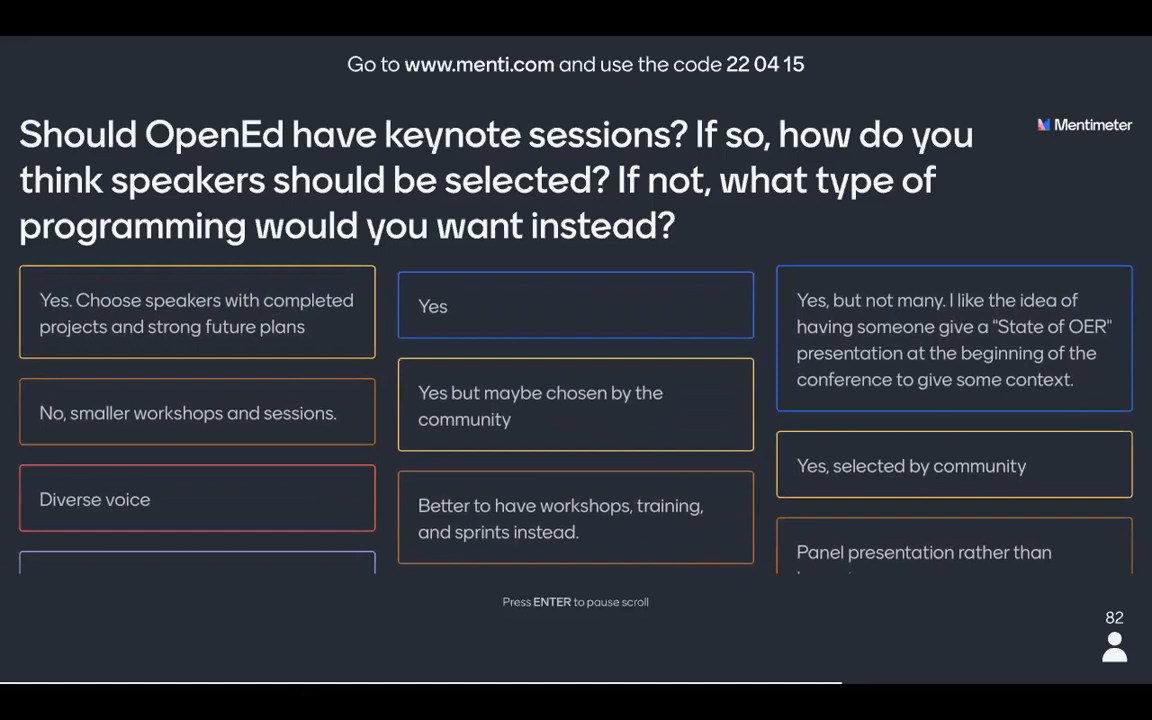 Go to www.menti.com and use the code 22 04 15
Should OpenEd have keynote sessions? If so, how do you
think speakers should be selected? If not, what type of
programming would you want instead?
Mentimeter
Yes. Choose speakers with completed
projects and strong future plans
No, smaller workshops and sessions.
Diverse voice
Yes
Yes but maybe chosen by the
community
Better to have workshops, training,
and sprints instead.
Yes, but not many. I like the idea of
having someone give a "State of OER"
presentation at the beginning of the
conference to give some context.
Yes, selected by community
Panel presentation rather than
Press ENTER to pause scroll
82